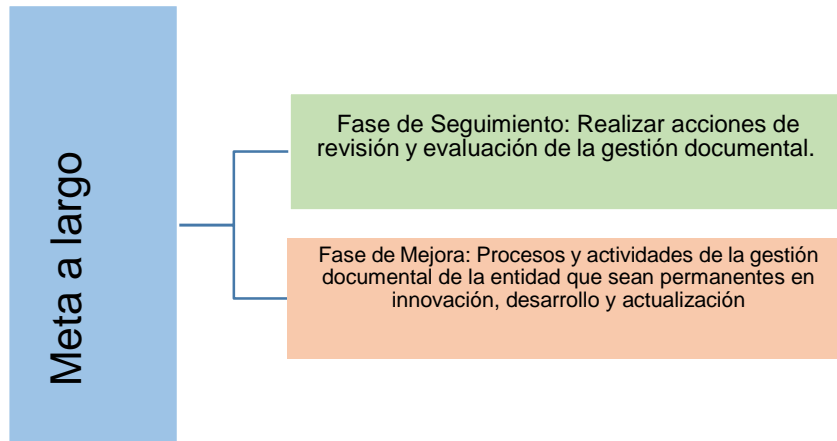 Meta a largo
Fase de Seguimiento: Realizar acciones de
revisión y evaluación de la gestión documental.
Fase de Mejora: Procesos y actividades de la gestión
documental de la entidad que sean permanentes en
innovación, desarrollo y actualización